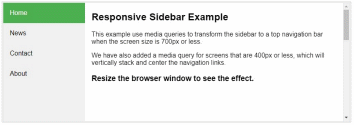 Home
News
Contact
About
Responsive Sidebar Example
This example use media queries to transform the sidebar to a top navigation bar
when the screen size is 700px or less.
We have also added a media query for screens that are 400px or less, which will
vertically stack and center the navigation links.
Resize the browser window to see the effect.